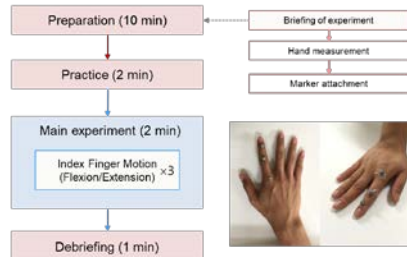 Preparation (10 min)
Briefing of experiment
Hand measurement
Marker attachment
Practice (2 min)
Main experiment (2 min)
Index Finger Motion
(Flexion/Extension) ×3
Debriefing (1 min)